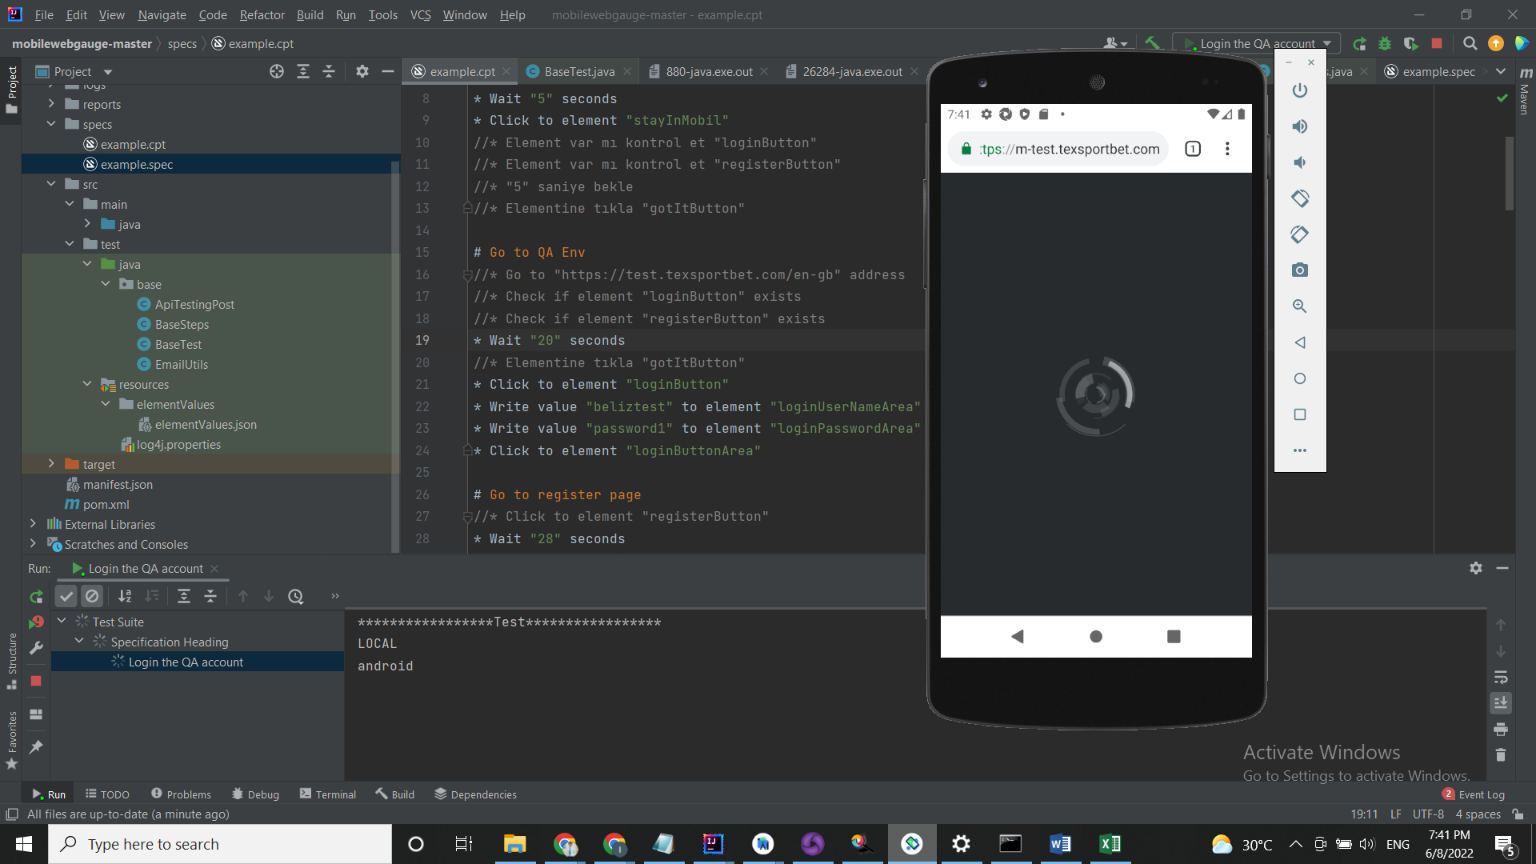 File Edit View Navigate Code Refactor Build Run Tools VCS Window Help mobilewebgauge-master - example.cpt
mobilewebgauge-master specs example.cpt
Login the QA account
Project
example.cpt
BaseTest.java
880-java.exe.out
26284-java.exe.out
s.java
example.spec
Project
Maven
logs
reports
specs
example.cpt
example.spec
src
main
java
test
java
base
ApiTestingPost
BaseSteps
BaseTest
EmailUtils
resources
elementValues
elementValues.json
log4j.properties
target
manifest.json
pom.xml
External Libraries
Scratches and Consoles
8 * Wait "5" seconds
9 * Click to element "stayInMobil"
10 //* Element var mı kontrol et "loginButton"
11 //* Element var mı kontrol et "registerButton"
12 //* "5" saniye bekle
13 //* Elementine tıkla "gotItButton"
14
15 # Go to QA Env
16 //* Go to "https://test.texsportbet.com/en-gb" address
17 //* Check if element "loginButton" exists
18 //* Check if element "registerButton" exists
19 * Wait "20" seconds
20 //* Elementine tıkla "gotItButton"
21 * Click to element "loginButton"
22 * Write value "beliztest" to element "loginUserNameArea"
23 * Write value "password1" to element "loginPasswordArea"
24 * Click to element "loginButtonArea"
25
26 # Go to register page
27 //* Click to element "registerButton"
28 * Wait "28" seconds
7:41
tps://m-test.texsportbet.com
1
Run: Login the QA account
Test Suite
Specification Heading
Login the QA account
*****************Test*****************
LOCAL
android
Structure
Favorites
Activate Windows
Go to Settings to activate Windows.
Run TODO Problems Debug Terminal Build Dependencies
2 Event Log
All files are up-to-date (a minute ago)
19:11 LF UTF-8 4 spaces
Type here to search
30°C
ENG
7:41 PM
6/8/2022
5